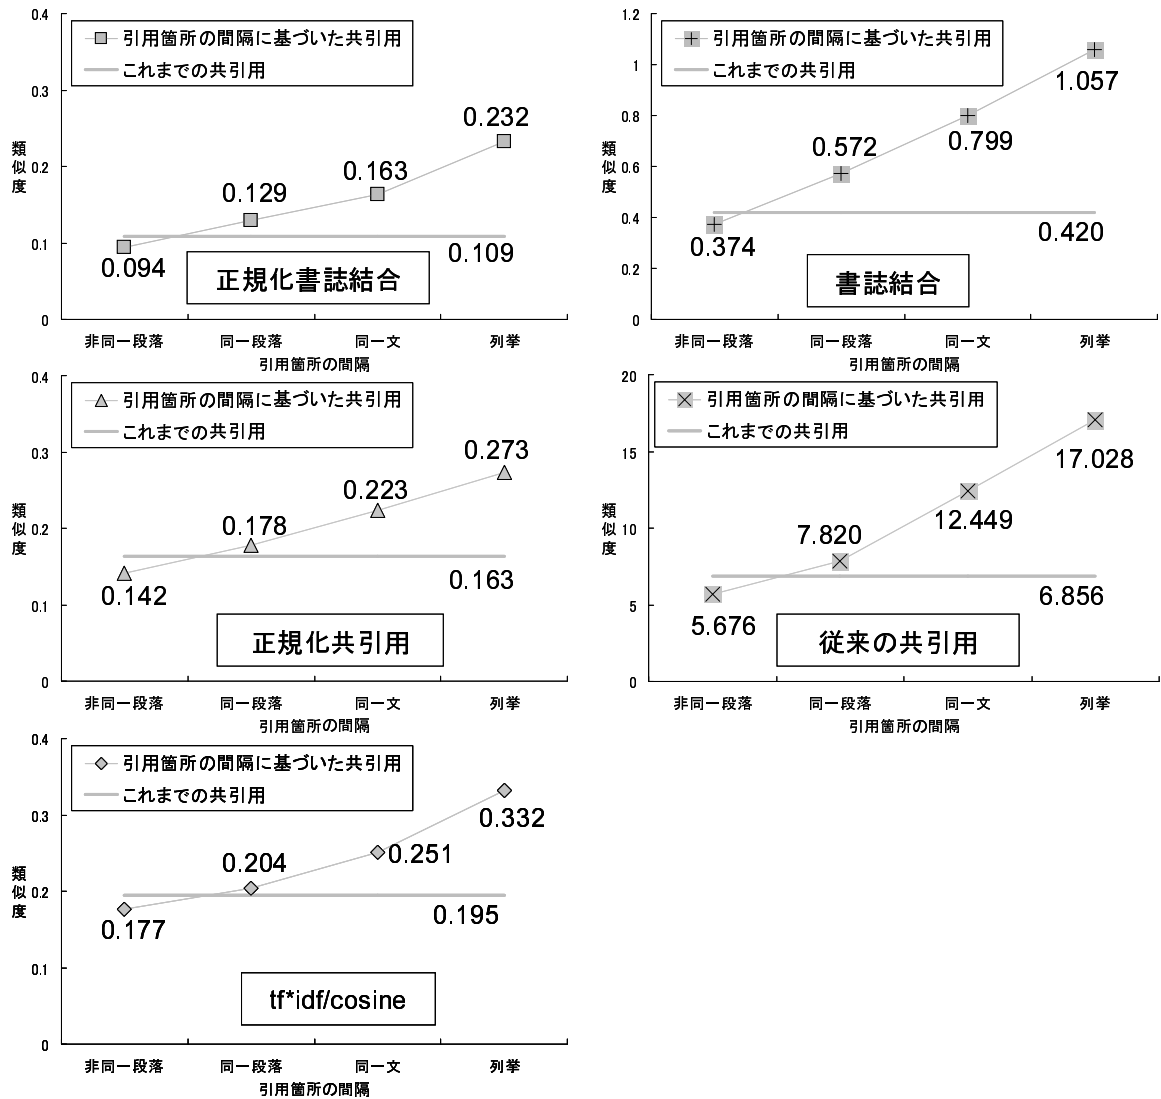 0.4
引用箇所の間隔に基づいた共引用
これまでの共引用
0.3
0.232
類似度
0.2
0.163
0.129
0.1
0.094
0.109
正規化書誌結合
0
非同一段落 同一段落 同一文 列挙
引用箇所の間隔
1.2
引用箇所の間隔に基づいた共引用
これまでの共引用
1
1.057
0.8
0.799
0.572
類似度
0.6
0.4
0.374
0.420
0.2
書誌結合
0
非同一段落 同一段落 同一文 列挙
引用箇所の間隔
0.4
引用箇所の間隔に基づいた共引用
これまでの共引用
0.3
0.273
0.223
類似度
0.2
0.178
0.142
0.163
0.1
正規化共引用
0
非同一段落 同一段落 同一文 列挙
引用箇所の間隔
20
引用箇所の間隔に基づいた共引用
これまでの共引用
15
17.028
12.449
類似度
10
7.820
5
5.676
6.856
従来の共引用
0
非同一段落 同一段落 同一文 列挙
引用箇所の間隔
0.4
引用箇所の間隔に基づいた共引用
これまでの共引用
0.3
0.332
0.251
0.204
類似度
0.2
0.177
0.195
0.1
tf*idf/cosine
0
非同一段落 同一段落 同一文 列挙
引用箇所の間隔